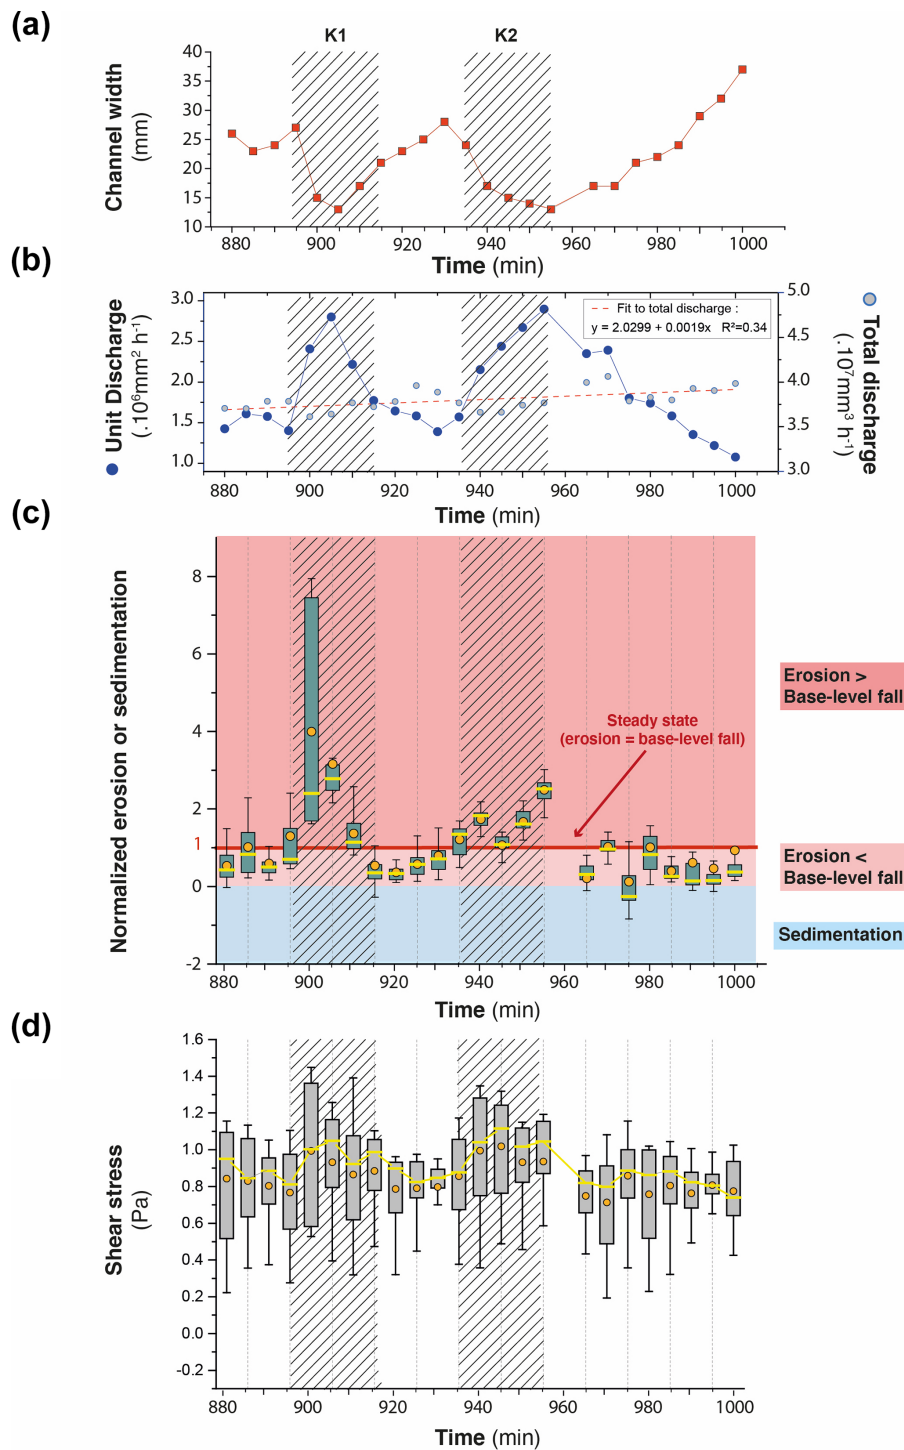 (a)
K1
K2
Channel width
(mm)
40
35
30
25
20
15
10
880
900
920
940
960
980
1000
Time (min)
(b)
Unit Discharge
(.10⁶mm² h⁻¹)
3.0
2.5
2.0
1.5
1.0
Fit to total discharge :
y = 2.0299 + 0.0019x R²=0.34
5.0
4.5
4.0
3.5
3.0
Total discharge
(.10⁷mm³ h⁻¹)
880
900
920
940
960
980
1000
Time (min)
(c)
Normalized erosion or sedimentation
8
6
4
2
1
0
-2
Steady state
(erosion = base-level fall)
Erosion >
Base-level fall
Erosion <
Base-level fall
Sedimentation
880
900
920
940
960
980
1000
Time (min)
(d)
Shear stress
(Pa)
1.6
1.4
1.2
1.0
0.8
0.6
0.4
0.2
0.0
-0.2
880
900
920
940
960
980
1000
Time (min)